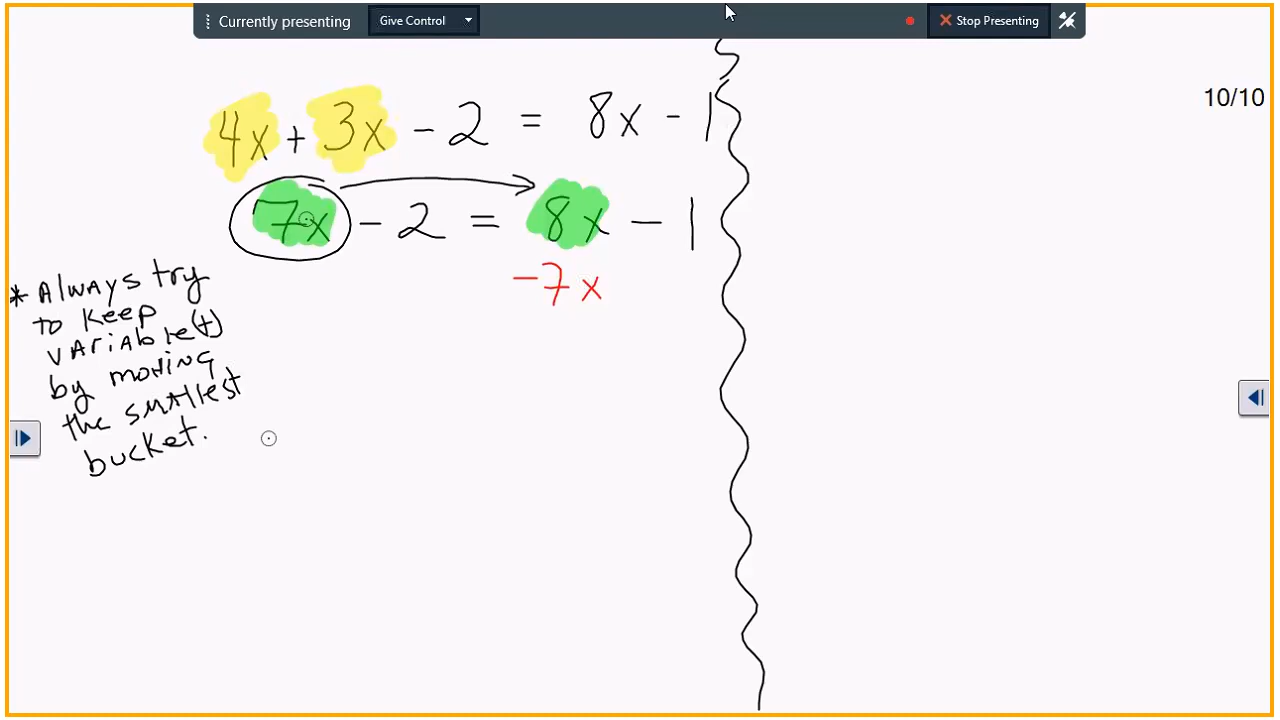 Currently presenting
Give Control
Stop Presenting
10/10
4x + 3x - 2 = 8x - 1
7x - 2 = 8x - 1
-7x
* Always try
to keep
variable(+)
by moving
the smallest
bucket.